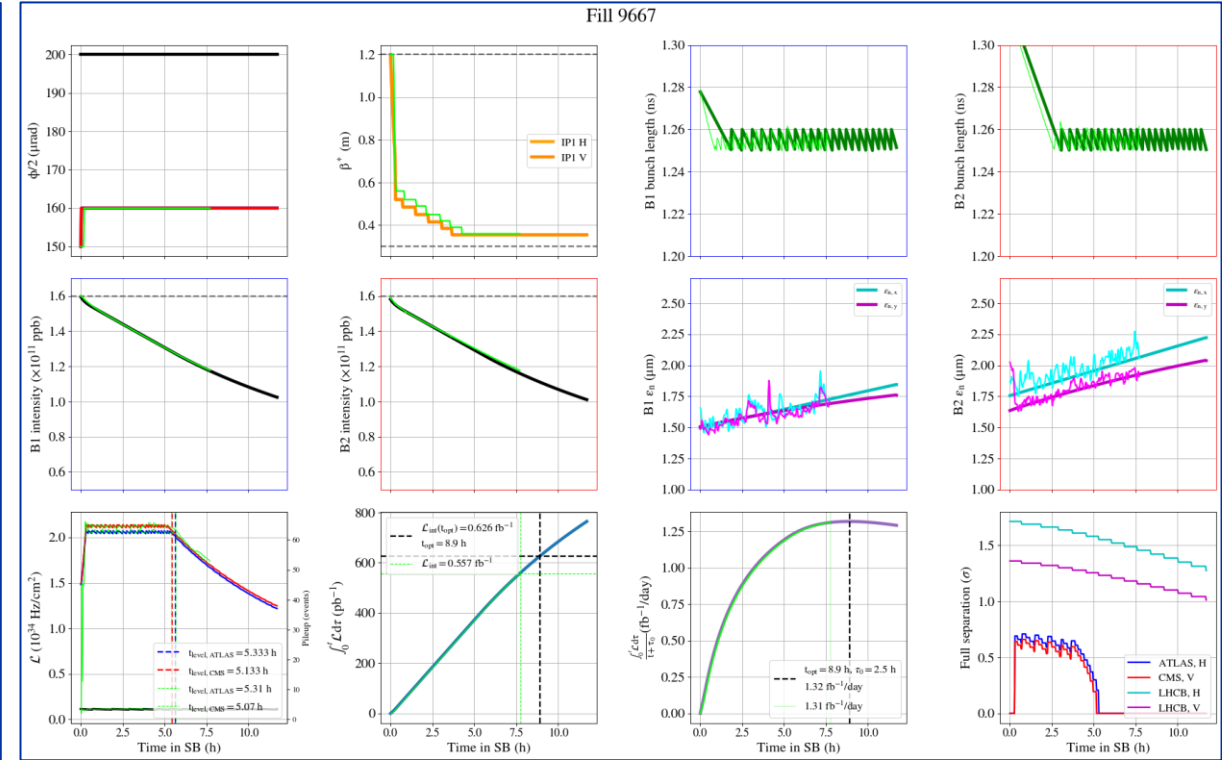 Fill 9667
ϕ/2 (μrad)
200
190
180
170
160
150
β* (m)
1.2
1.0
0.8
0.6
0.4
IP1 H
IP1 V
B1 bunch length (ns)
1.30
1.28
1.26
1.24
1.22
1.20
B2 bunch length (ns)
1.30
1.28
1.26
1.24
1.22
1.20
B1 intensity (×10¹¹ ppb)
1.6
1.4
1.2
1.0
0.8
0.6
B2 intensity (×10¹¹ ppb)
1.6
1.4
1.2
1.0
0.8
0.6
B1 εn (μm)
2.50
2.25
2.00
1.75
1.50
1.25
1.00
εn, x
εn, y
B2 εn (μm)
2.50
2.25
2.00
1.75
1.50
1.25
1.00
εn, x
εn, y
ℒ (10³⁴ Hz/cm²)
2.0
1.5
1.0
0.5
0.0
Pileup (events)
60
50
40
30
20
10
0
tlevel, ATLAS = 5.333 h
tlevel, CMS = 5.133 h
tlevel, ATLAS = 5.31 h
tlevel, CMS = 5.07 h
0.0 2.5 5.0 7.5 10.0
Time in SB (h)
∫₀ᵗ ℒdτ (pb⁻¹)
800
600
400
200
0
ℒint(topt) = 0.626 fb⁻¹
topt = 8.9 h
ℒint = 0.557 fb⁻¹
0.0 2.5 5.0 7.5 10.0
Time in SB (h)
∫₀ᵗ ℒdτ / t+τ₀ (fb⁻¹/day)
1.25
1.00
0.75
0.50
0.25
0.00
topt = 8.9 h, τ₀ = 2.5 h
1.32 fb⁻¹/day
1.31 fb⁻¹/day
0.0 2.5 5.0 7.5 10.0
Time in SB (h)
Full separation (σ)
1.5
1.0
0.5
0.0
ATLAS, H
CMS, V
LHCB, H
LHCB, V
0.0 2.5 5.0 7.5 10.0
Time in SB (h)